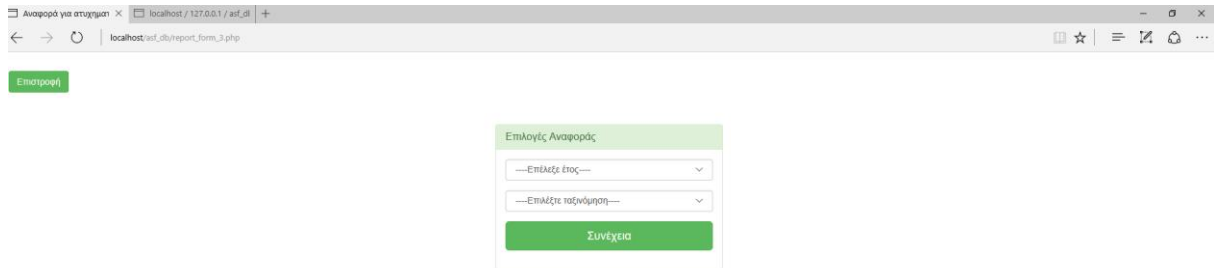 Αναφορά για ατυχηματ localhost / 127.0.0.1 / asf_dl
localhost/asf_db/report_form_3.php
Επιστροφή
Επιλογές Αναφοράς
----Επέλεξε έτος----
----Επιλέξτε ταξινόμηση----
Συνέχεια